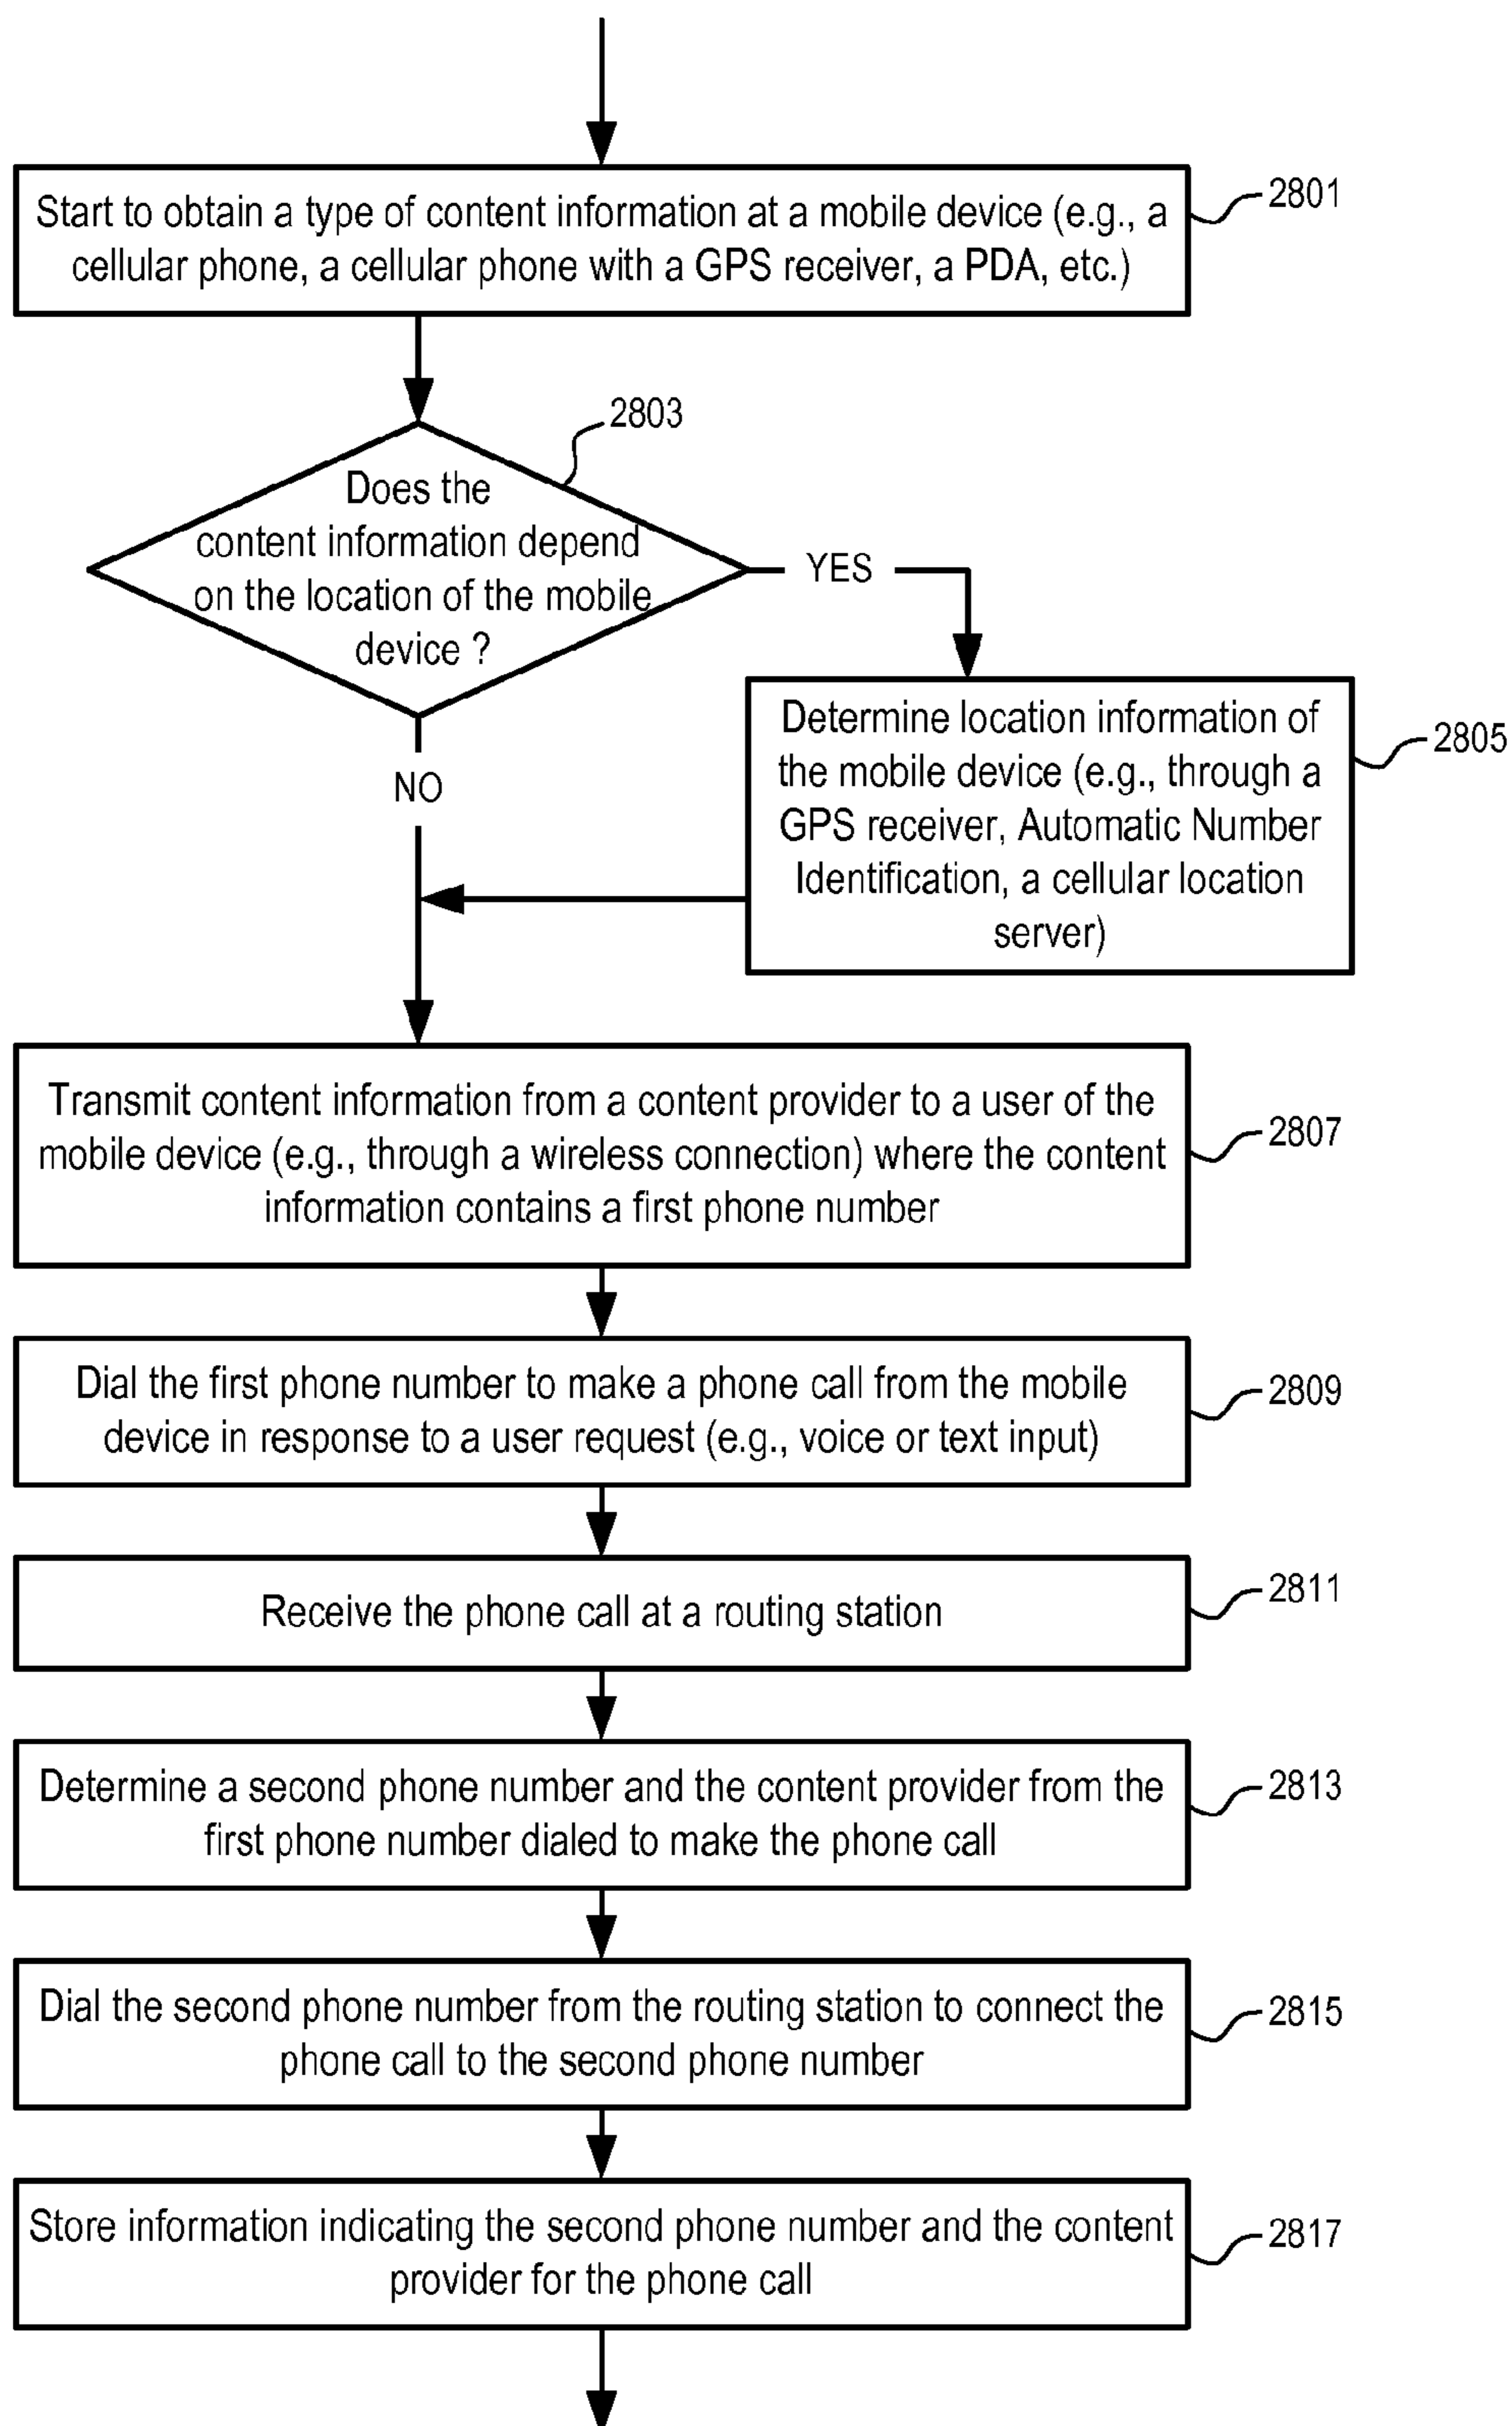 Start to obtain a type of content information at a mobile device (e.g., a
cellular phone, a cellular phone with a GPS receiver, a PDA, etc.)
2801
2803
Does the
content information depend
on the location of the mobile
device ?
YES
NO
Determine location information of
the mobile device (e.g., through a
GPS receiver, Automatic Number
Identification, a cellular location
server)
2805
Transmit content information from a content provider to a user of the
mobile device (e.g., through a wireless connection) where the content
information contains a first phone number
2807
Dial the first phone number to make a phone call from the mobile
device in response to a user request (e.g., voice or text input)
2809
Receive the phone call at a routing station
2811
Determine a second phone number and the content provider from the
first phone number dialed to make the phone call
2813
Dial the second phone number from the routing station to connect the
phone call to the second phone number
2815
Store information indicating the second phone number and the content
provider for the phone call
2817